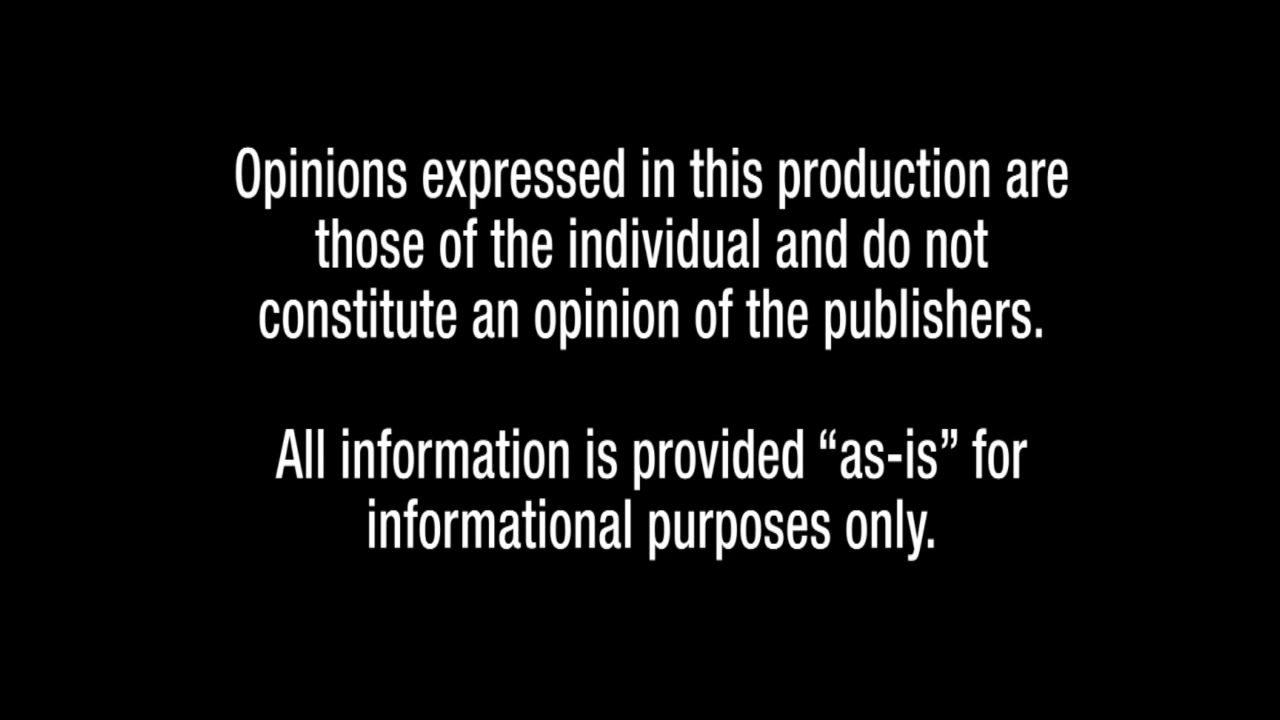 Opinions expressed in this production are
those of the individual and do not
constitute an opinion of the publishers.
All information is provided “as-is” for
informational purposes only.